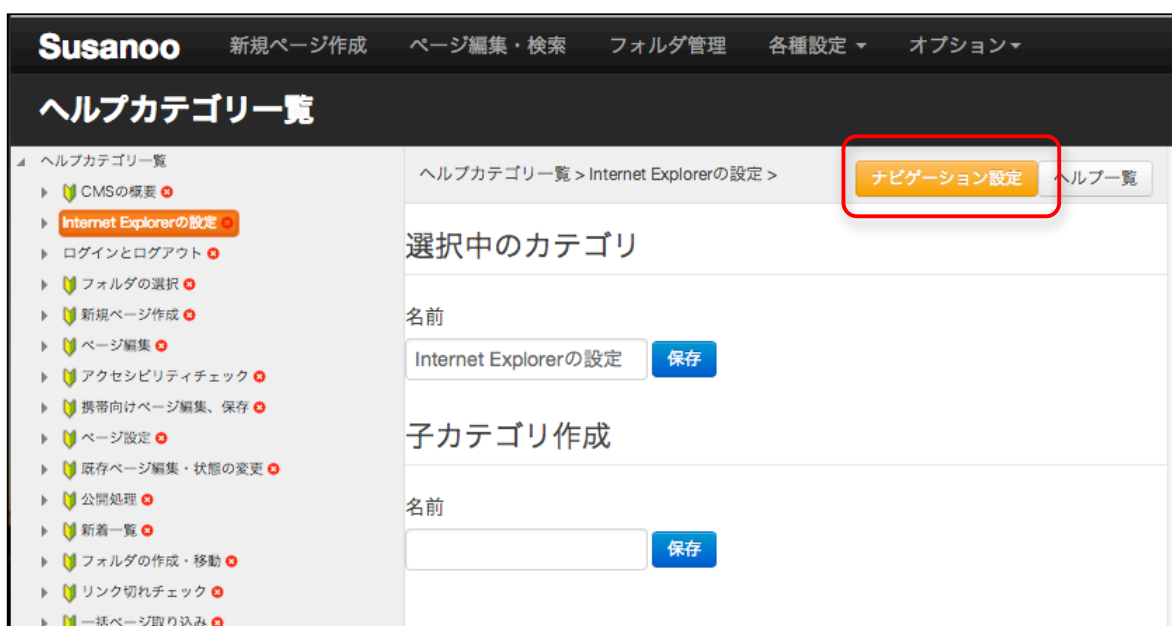 Susanoo 新規ページ作成 ページ編集・検索 フォルダ管理 各種設定 オプション
ヘルプカテゴリ一覧
ヘルプカテゴリ一覧
CMSの概要
Internet Explorerの設定
ログインとログアウト
フォルダの選択
新規ページ作成
ページ編集
アクセシビリティチェック
携帯向けページ編集、保存
ページ設定
既存ページ編集・状態の変更
公開処理
新着一覧
フォルダの作成・移動
リンク切れチェック
一括ページ取り込み
ヘルプカテゴリ一覧 > Internet Explorerの設定 >
ナビゲーション設定 ヘルプ一覧
選択中のカテゴリ
名前
Internet Explorerの設定 保存
子カテゴリ作成
名前
保存